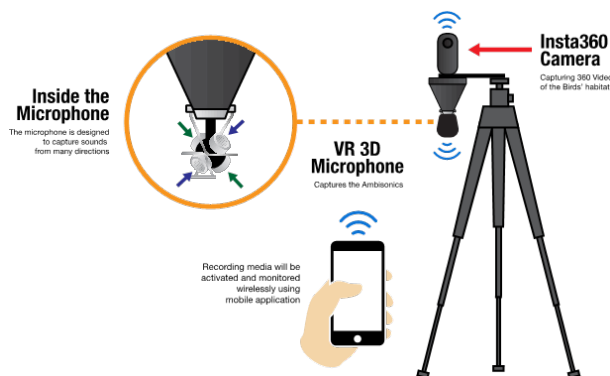 Insta360
Camera
Capturing 360 Video
of the Birds' habitat
Inside the
Microphone
The microphone is designed
to capture sounds
from many directions
VR 3D
Microphone
Captures the Ambisonics
Recording media will be
activated and monitored
wirelessly using
mobile application